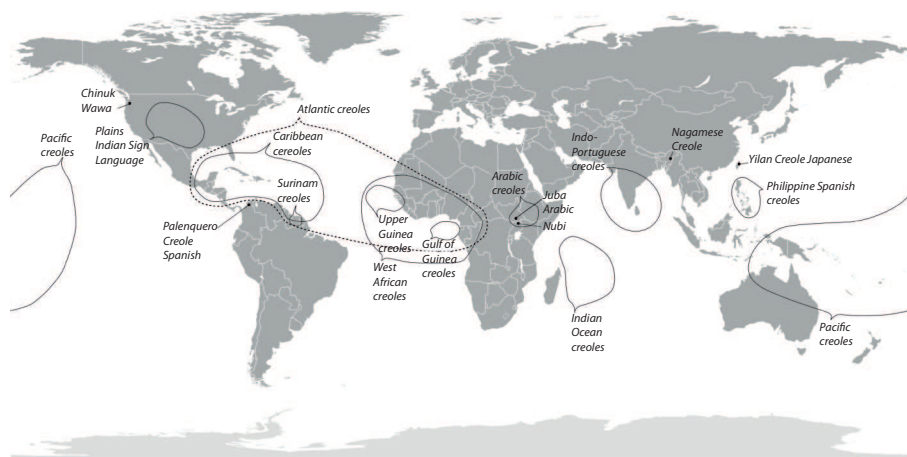 Chinuk
Wawa
Plains
Indian Sign
Language
Pacific
creoles
Atlantic creoles
Caribbean
cereoles
Surinam
creoles
Palenquero
Creole
Spanish
Upper
Guinea
creoles
Gulf of
Guinea
creoles
West
African
creoles
Arabic
creoles
Juba
Arabic
Nubi
Indo-
Portuguese
creoles
Nagamese
Creole
Yilan Creole Japanese
Philippine Spanish
creoles
Indian
Ocean
creoles
Pacific
creoles